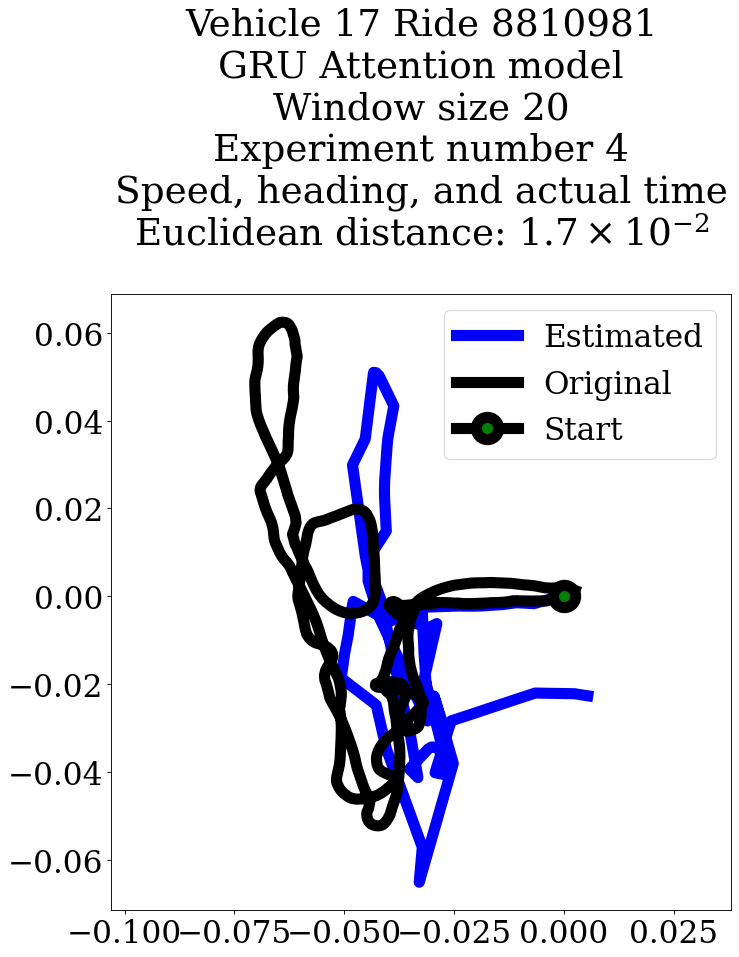 Vehicle 17 Ride 8810981
GRU Attention model
Window size 20
Experiment number 4
Speed, heading, and actual time
Euclidean distance: 1.7 × 10⁻²
Estimated
Original
Start
0.06
0.04
0.02
0.00
−0.02
−0.04
−0.06
−0.100 −0.075 −0.050 −0.025 0.000 0.025